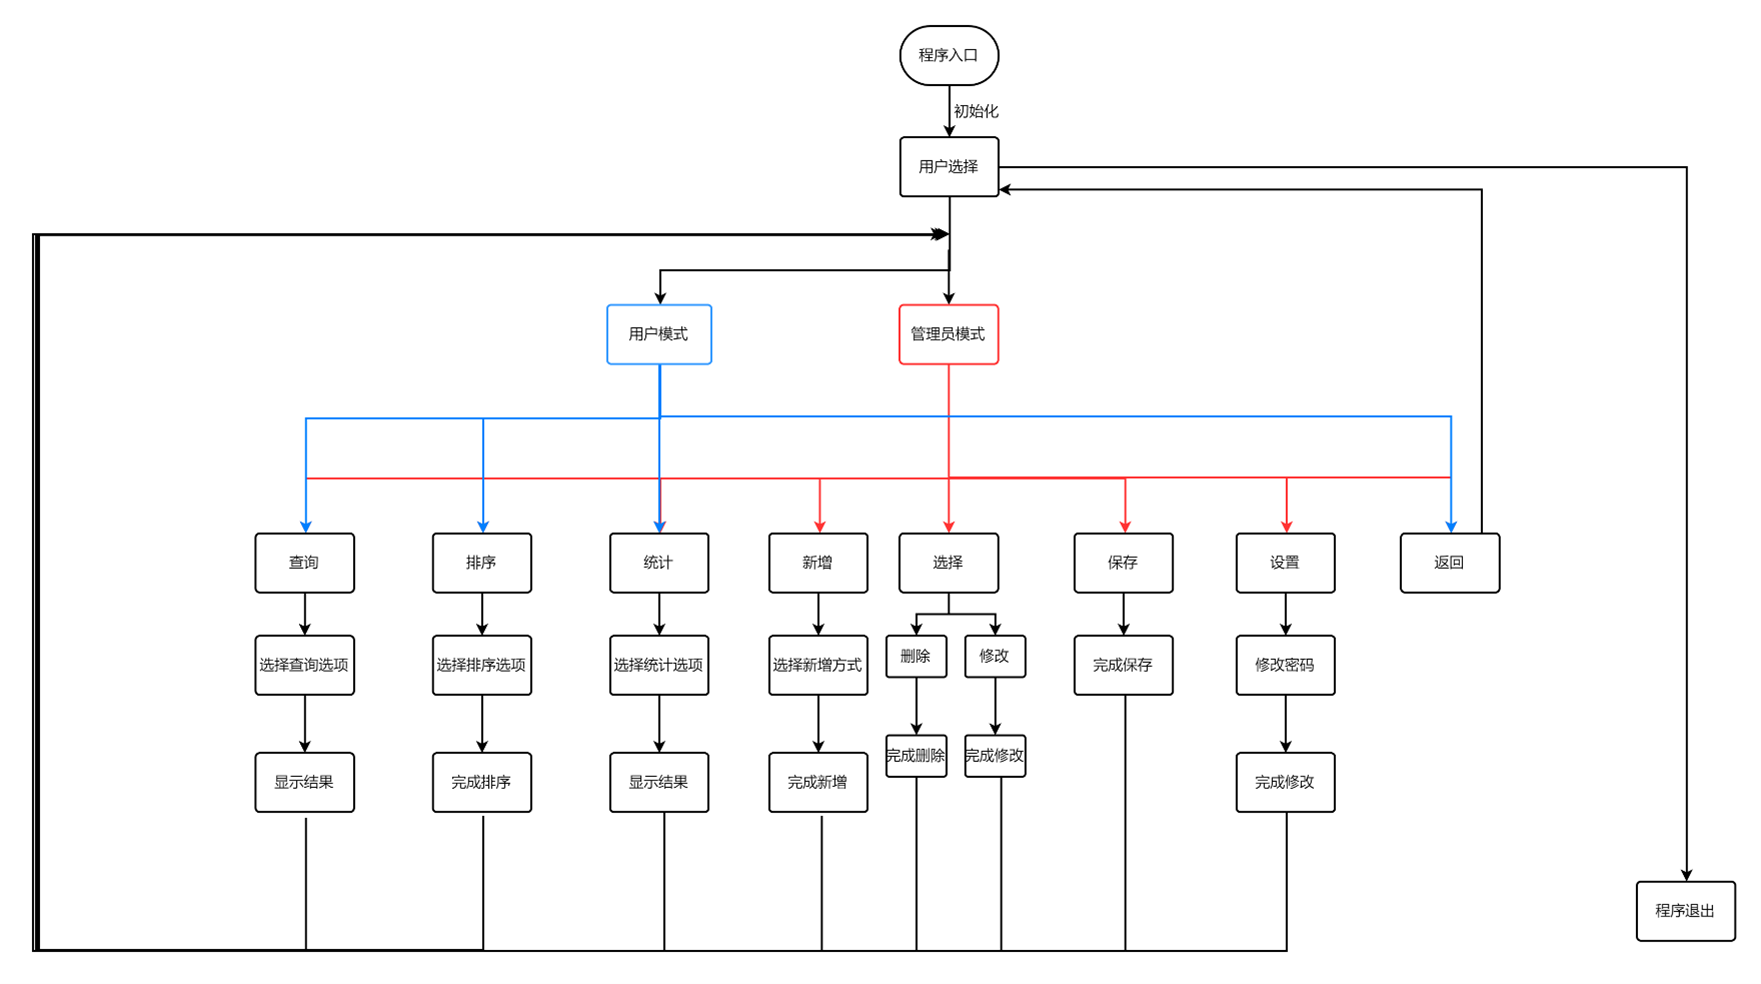 程序入口
初始化
用户选择
用户模式
管理员模式
查询
排序
统计
新增
选择
保存
设置
返回
选择查询选项
选择排序选项
选择统计选项
选择新增方式
删除
修改
完成保存
修改密码
显示结果
完成排序
显示结果
完成新增
完成删除
完成修改
完成修改
程序退出